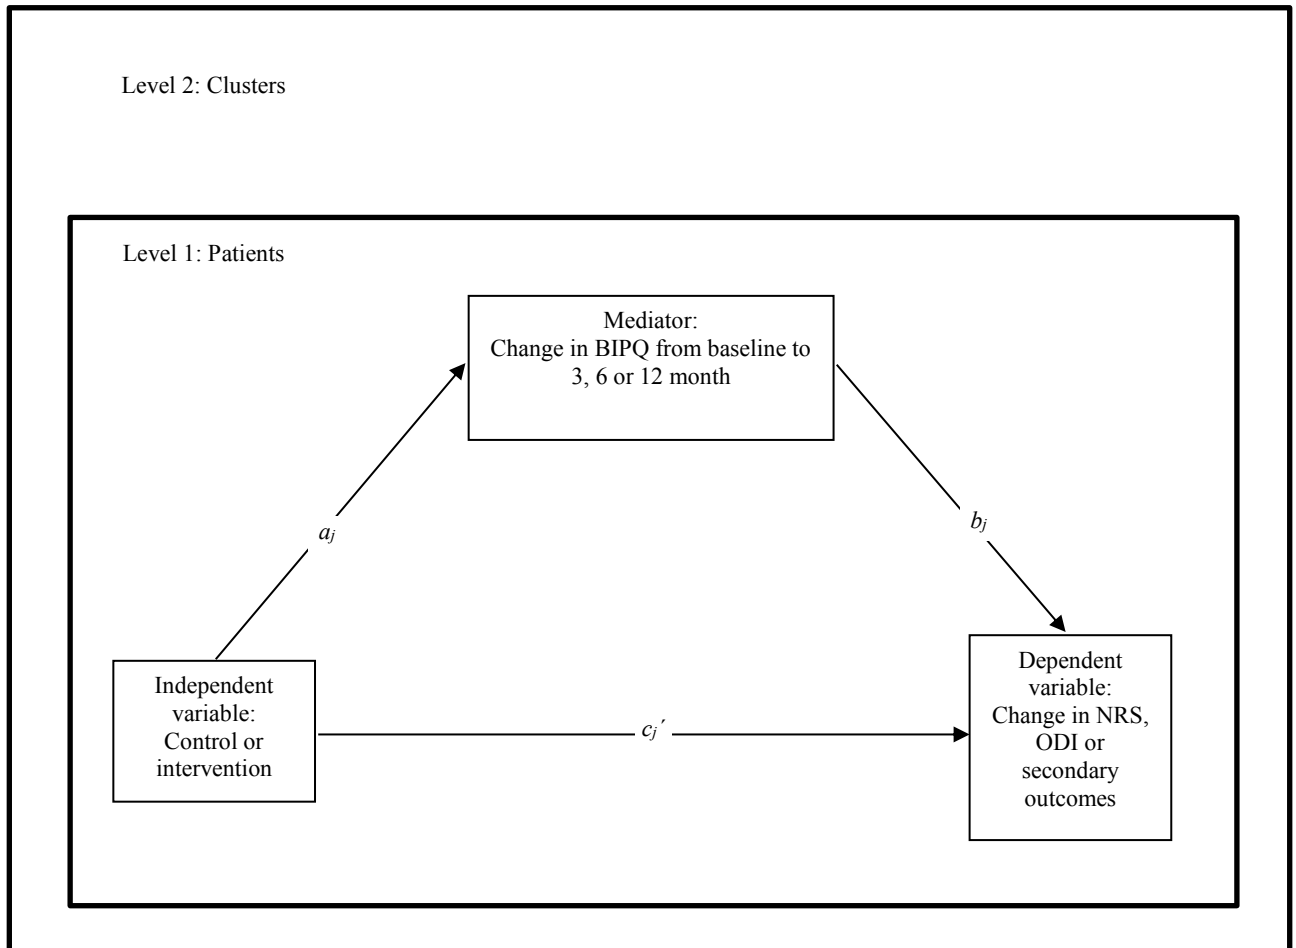 Level 2: Clusters
Level 1: Patients
Mediator:
Change in BIPQ from baseline to
3, 6 or 12 month
aj
bj
Independent
variable:
Control or
intervention
cj´
Dependent
variable:
Change in NRS,
ODI or
secondary
outcomes